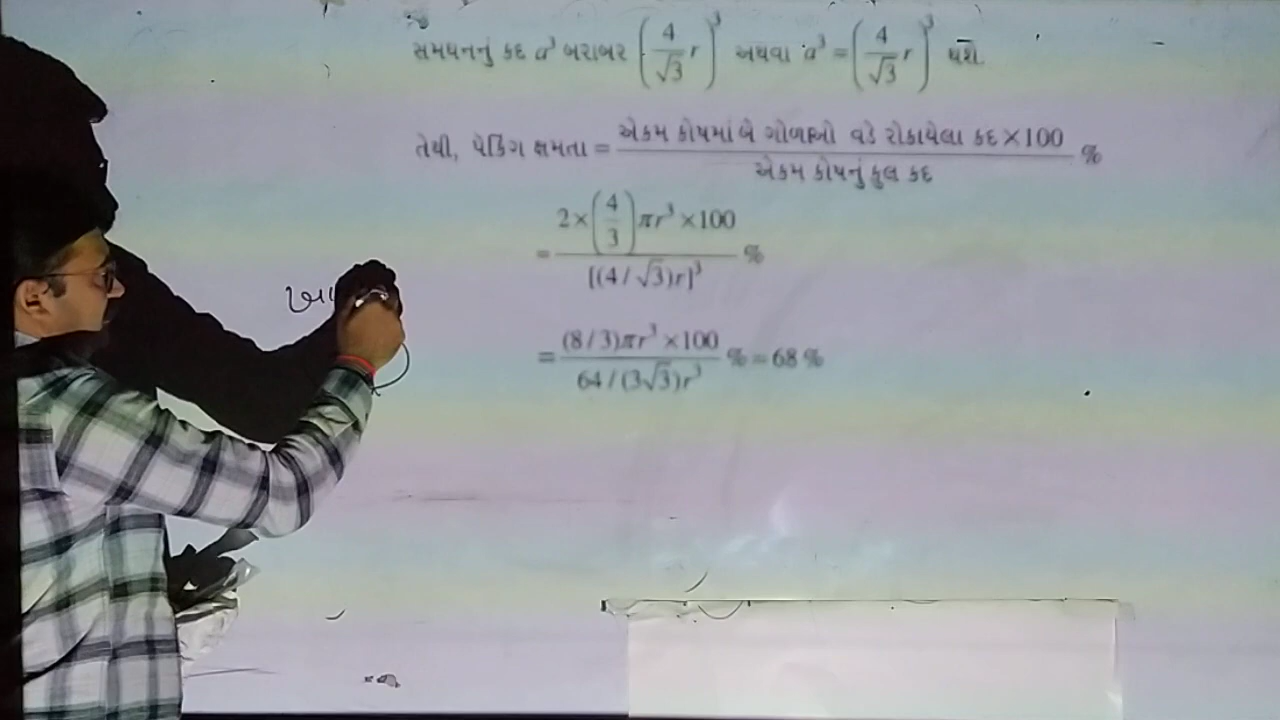 સમઘનનું કદ a³ બરાબર (4/√3 r)³ અથવા a³ = (4/√3 r)³ થશે.
તેથી, પેકિંગ ક્ષમતા = એકમ કોષમાં બે ગોળાઓ વડે રોકાયેલા કદ × 100 / એકમ કોષનું કુલ કદ %
= 2 × (4/3) πr³ × 100 / [(4 / √3)r]³ %
= (8 / 3)πr³ × 100 / 64 / (3√3)r³ % = 68 %